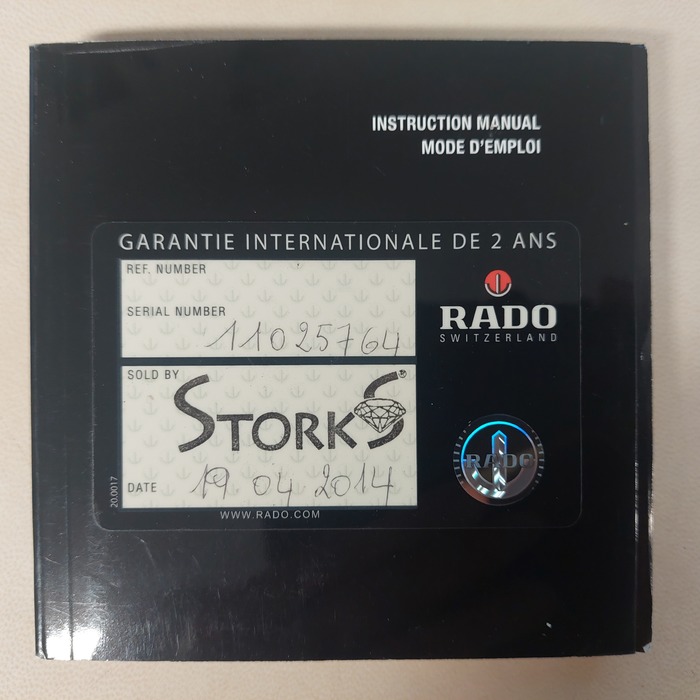 INSTRUCTION MANUAL
MODE D'EMPLOI
GARANTIE INTERNATIONALE DE 2 ANS
REF. NUMBER
SERIAL NUMBER
11025764
RADO
SWITZERLAND
SOLD BY
STORKS®
DATE
19 04 2014
RADO
20.0017
WWW.RADO.COM